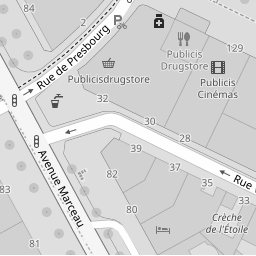 84
2
Rue de Presbourg
P
129
Publicis
Drugstore
Publicisdrugstore
Publicis
Cinémas
32
30
28
39
37
35
33
82
80
Avenue Marceau
Rue
83
81
Crèche
de l'Étoile